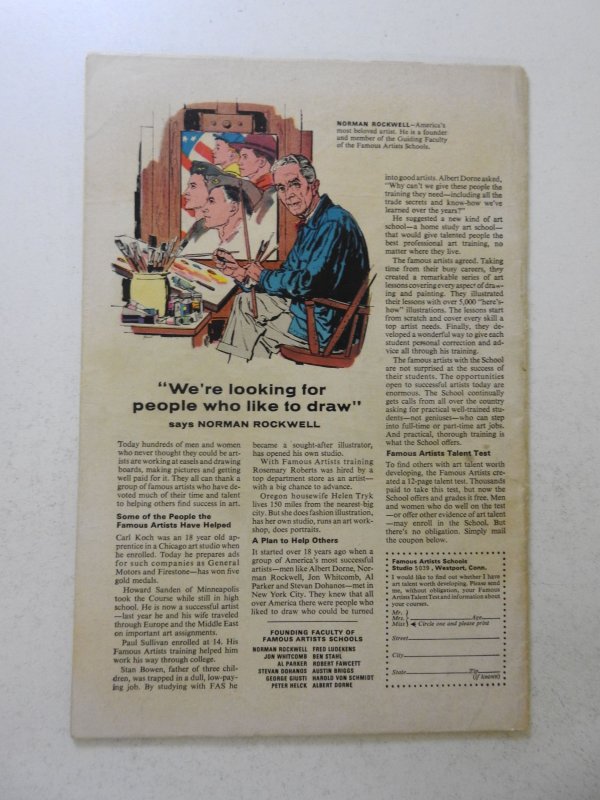 NORMAN ROCKWELL—America's
most beloved artist. He is a founder
and member of the Guiding Faculty
of the Famous Artists Schools.
"We're looking for
people who like to draw"
says NORMAN ROCKWELL
Today hundreds of men and women
who never thought they could be art-
ists are working at easels and drawing
boards, making pictures and getting
well paid for it. They all can thank a
group of famous artists who have de-
voted much of their time and talent
to helping others find success in art.
Some of the People the
Famous Artists Have Helped
Carl Koch was an 18 year old ap-
prentice in a Chicago art studio when
he enrolled. Today he prepares ads
for such companies as General
Motors and Firestone—has won five
gold medals.
Howard Sanden of Minneapolis
took the Course while still in high
school. He is now a successful artist
—last year he and his wife traveled
through Europe and the Middle East
on important art assignments.
Paul Sullivan enrolled at 14. His
Famous Artists training helped him
work his way through college.
Stan Bowen, father of three chil-
dren, was trapped in a dull, low-pay-
ing job. By studying with FAS he
became a sought-after illustrator,
has opened his own studio.
With Famous Artists training
Rosemary Roberts was hired by a
top department store as an artist—
with a big chance to advance.
Oregon housewife Helen Tryk
lives 150 miles from the nearest big
city. But she does fashion illustration,
has her own studio, runs an art work-
shop, does portraits.
A Plan to Help Others
It started over 18 years ago when a
group of America's most successful
artists—men like Albert Dorne, Nor-
man Rockwell, Jon Whitcomb, Al
Parker and Stevan Dohanos—met in
New York City. They knew that all
over America there were people who
liked to draw who could be turned
FOUNDING FACULTY OF
FAMOUS ARTISTS SCHOOLS
NORMAN ROCKWELL FRED LUDEKENS
JON WHITCOMB BEN STAHL
AL PARKER ROBERT FAWCETT
STEVAN DOHANOS AUSTIN BRIGGS
GEORGE GIUSTI HAROLD VON SCHMIDT
PETER HELCK ALBERT DORNE
into good artists. Albert Dorne asked,
"Why can't we give these people the
training they need—including all the
trade secrets and know-how we've
learned over the years?"
He suggested a new kind of art
school—a home study art school—
that would give talented people the
best professional art training, no
matter where they live.
The famous artists agreed. Taking
time from their busy careers, they
created a remarkable series of art
lessons covering every aspect of draw-
ing and painting. They illustrated
their lessons with over 5,000 "here's-
how" illustrations. The lessons start
from scratch and cover every skill a
top artist needs. Finally, they de-
veloped a wonderful way to give each
student personal correction and ad-
vice all through his training.
The famous artists with the School
are not surprised at the success of
their students. The opportunities
open to successful artists today are
enormous. The School continually
gets calls from all over the country
asking for practical well-trained stu-
dents—not geniuses—who can step
into full-time or part-time art jobs.
And practical, thorough training is
what the School offers.
Famous Artists Talent Test
To find others with art talent worth
developing, the Famous Artists cre-
ated a 12-page talent test. Thousands
paid to take this test, but now the
School offers and grades it free. Men
and women who do well on the test
—or offer other evidence of art talent
—may enroll in the School. But
there's no obligation. Simply mail
the coupon below.
Famous Artists Schools
Studio 5039, Westport, Conn.
I would like to find out whether I have
art talent worth developing. Please send
me, without obligation, your Famous
Artists Talent Test and information about
your courses.
Mr.
Mrs. Age
Miss Circle one and please print
Street
City
State Zip
(if known)